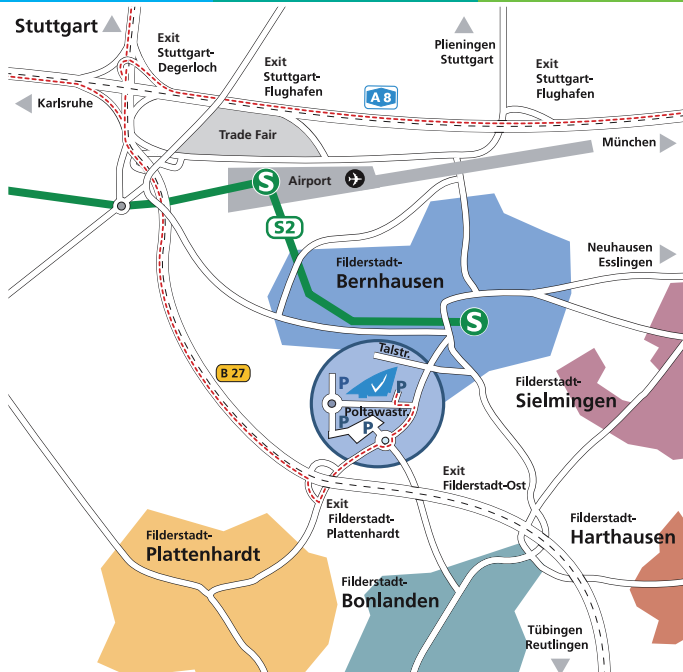 Stuttgart
Exit
Stuttgart-
Degerloch
Exit
Stuttgart-
Flughafen
Plieningen
Stuttgart
Exit
Stuttgart-
Flughafen
A 8
Karlsruhe
Trade Fair
München
Airport
S
S2
Neuhausen
Esslingen
Filderstadt-
Bernhausen
S
Talstr.
B 27
P
P
Poltawastr.
P
P
Filderstadt-
Sielmingen
Exit
Filderstadt-Ost
Exit
Filderstadt-
Plattenhardt
Filderstadt-
Harthausen
Filderstadt-
Plattenhardt
Filderstadt-
Bonlanden
Tübingen
Reutlingen